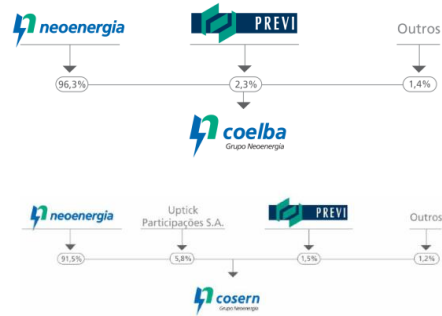 neoenergia
PREVI
Outros
96,3%
2,3%
1,4%
coelba
Grupo Neoenergia
neoenergia
Uptick
Participações S.A.
PREVI
Outros
91,5%
5,8%
1,5%
1,2%
cosern
Grupo Neoenergia